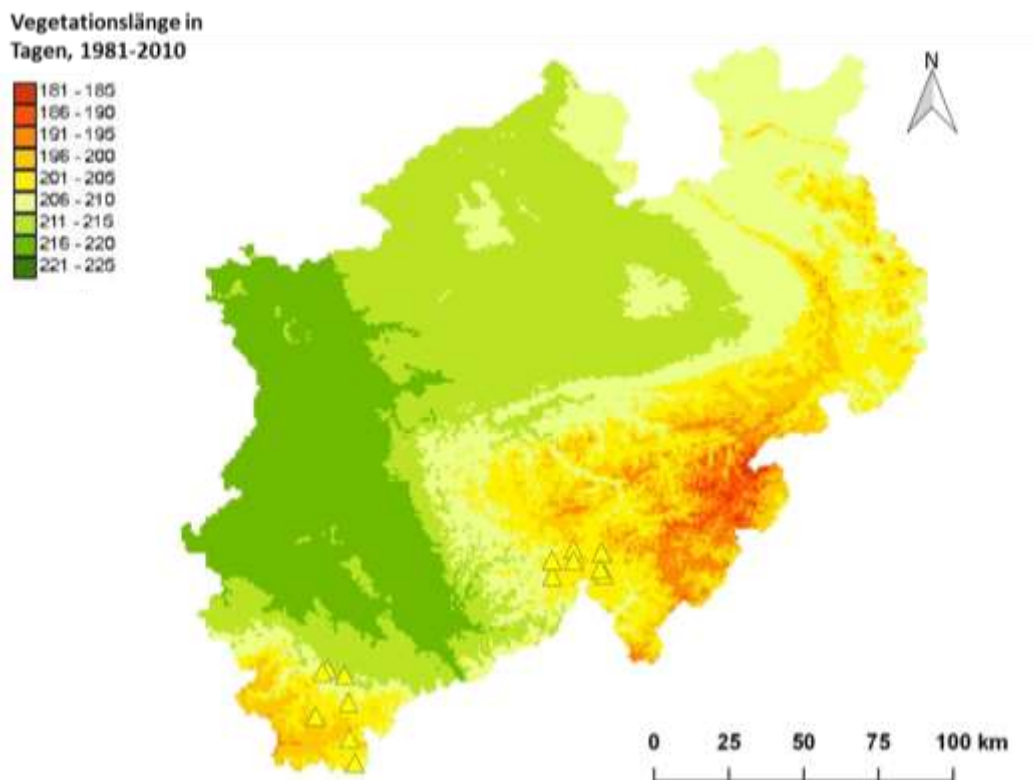 Vegetationslänge in
Tagen, 1981-2010
181 - 185
186 - 190
191 - 195
196 - 200
201 - 205
206 - 210
211 - 215
216 - 220
221 - 225
N
0 25 50 75 100 km